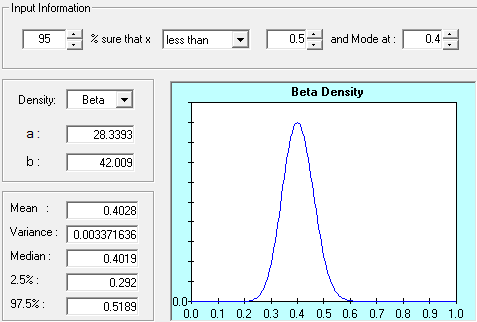 Input Information
95 % sure that x less than 0.5 and Mode at : 0.4
Density: Beta
a : 28.3393
b : 42.009
Mean : 0.4028
Variance : 0.003371636
Median : 0.4019
2.5% : 0.292
97.5% : 0.5189
Beta Density
0.0
0.0 0.1 0.2 0.3 0.4 0.5 0.6 0.7 0.8 0.9 1.0